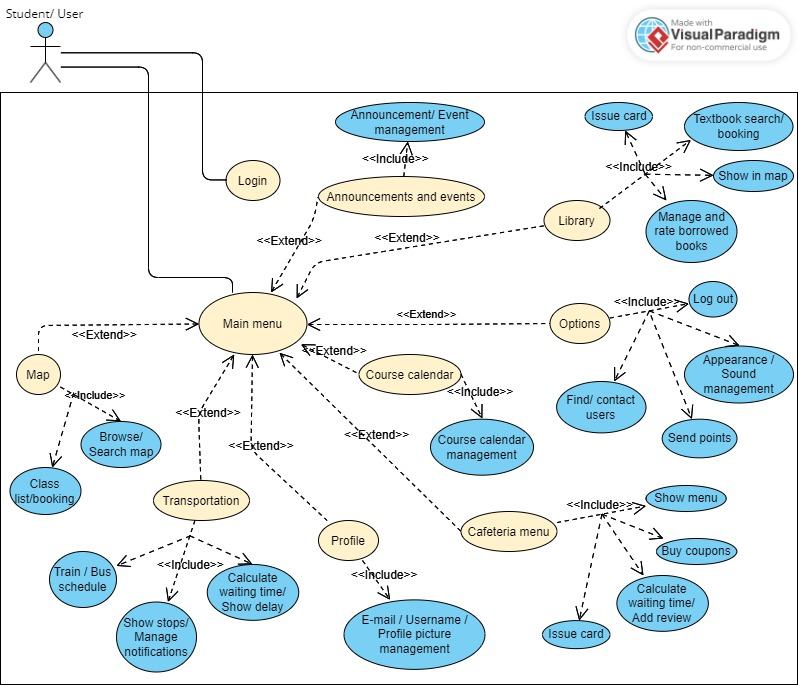 Student/ User
Made with
VisualParadigm
For non-commercial use
Announcement/ Event
management
<<Include>>
Announcements and events
Login
Issue card
Textbook search/
booking
<<Include>>
Show in map
Manage and
rate borrowed
books
Library
<<Extend>>
<<Extend>>
Main menu
<<Extend>>
Options
<<Include>>
Log out
Appearance /
Sound
management
Find/ contact
users
Send points
<<Extend>>
Map
<<Include>>
Browse/
Search map
Class
list/booking
<<Extend>>
Course calendar
<<Include>>
Course calendar
management
<<Extend>>
<<Extend>>
<<Extend>>
Transportation
<<Include>>
Train / Bus
schedule
Calculate
waiting time/
Show delay
Show stops/
Manage
notifications
Profile
<<Include>>
E-mail / Username /
Profile picture
management
Cafeteria menu
<<Include>>
Show menu
Buy coupons
Calculate
waiting time/
Add review
Issue card